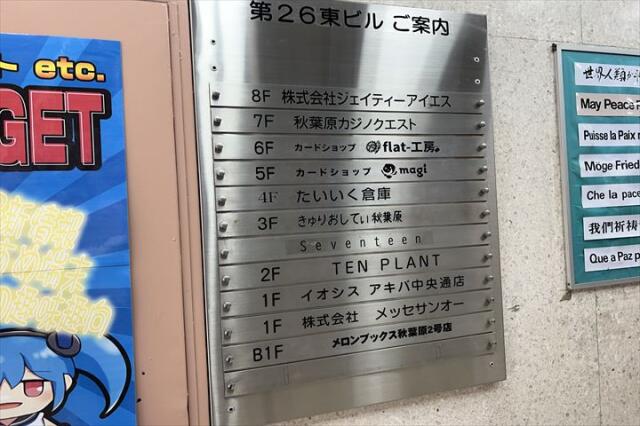 第26東ビル ご案内
8F 株式会社ジェイティーアイエス
7F 秋葉原カジノクエスト
6F カードショップ flat-工房。
5F カードショップ magi
4F たいいく倉庫
3F きゅりおしてぃ秋葉原
Seventeen
2F TEN PLANT
1F イオシス アキバ中央通店
1F 株式会社 メッセサンオー
B1F メロンブックス秋葉原2号店
ト etc.
GET
世界人類が
May Peace P
Puisse la Paix
Möge Fried
Che la pace
我們祈禱
Que a Paz p